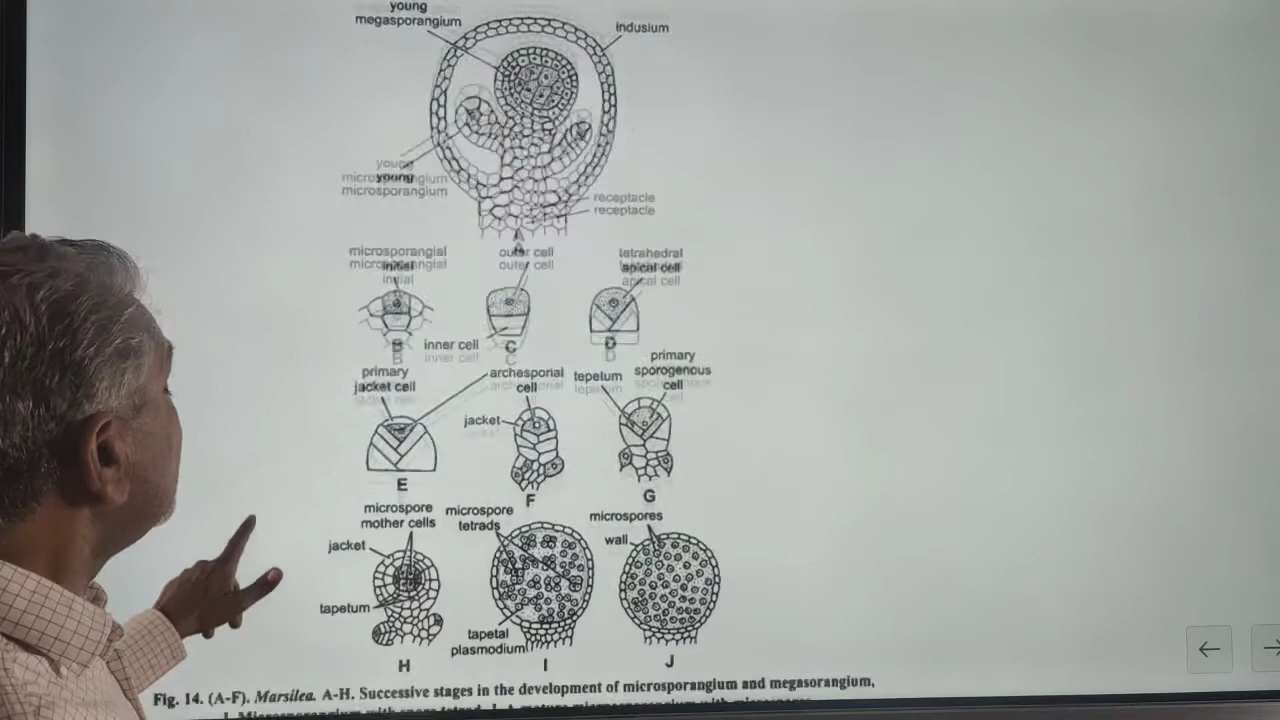 young
megasporangium
indusium
young
microsporangium
receptacle
A
microsporangial
initial
outer cell
tetrahedral
apical cell
B
inner cell
C
D
primary
jacket cell
archesporial
cell
tepetum
primary
sporogenous
cell
jacket
E
F
G
microspore
mother cells
microspore
tetrads
microspores
jacket
wall
tapetum
tapetal
plasmodium
H
I
J
Fig. 14. (A-F). Marsilea. A-H. Successive stages in the development of microsporangium and megasorangium,